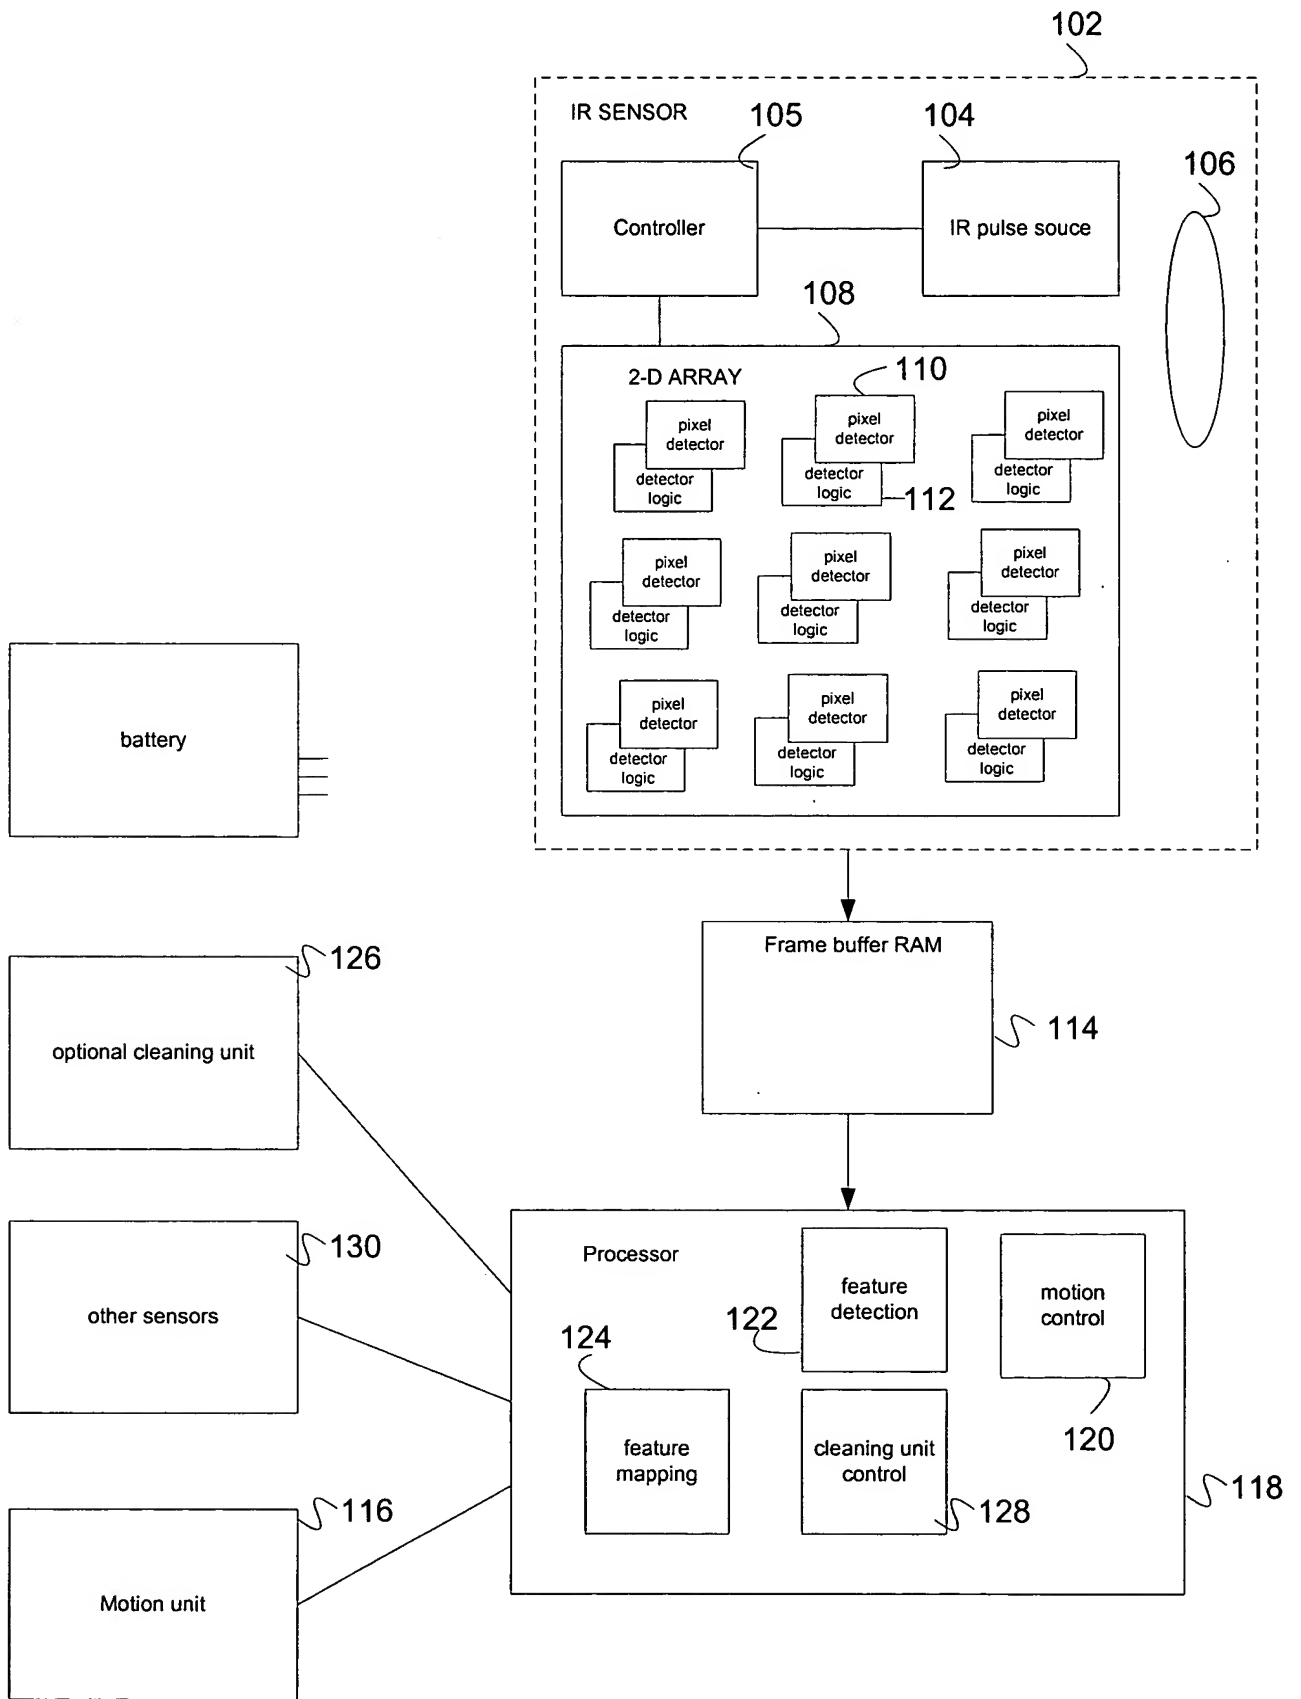 102
IR SENSOR
105
104
106
Controller
IR pulse souce
108
2-D ARRAY
110
pixel
detector
detector
logic
pixel
detector
detector
logic
112
pixel
detector
detector
logic
pixel
detector
detector
logic
pixel
detector
detector
logic
pixel
detector
detector
logic
pixel
detector
detector
logic
pixel
detector
detector
logic
pixel
detector
detector
logic
battery
Frame buffer RAM
114
126
optional cleaning unit
130
other sensors
116
Motion unit
Processor
feature
detection
122
motion
control
120
124
feature
mapping
cleaning unit
control
128
118